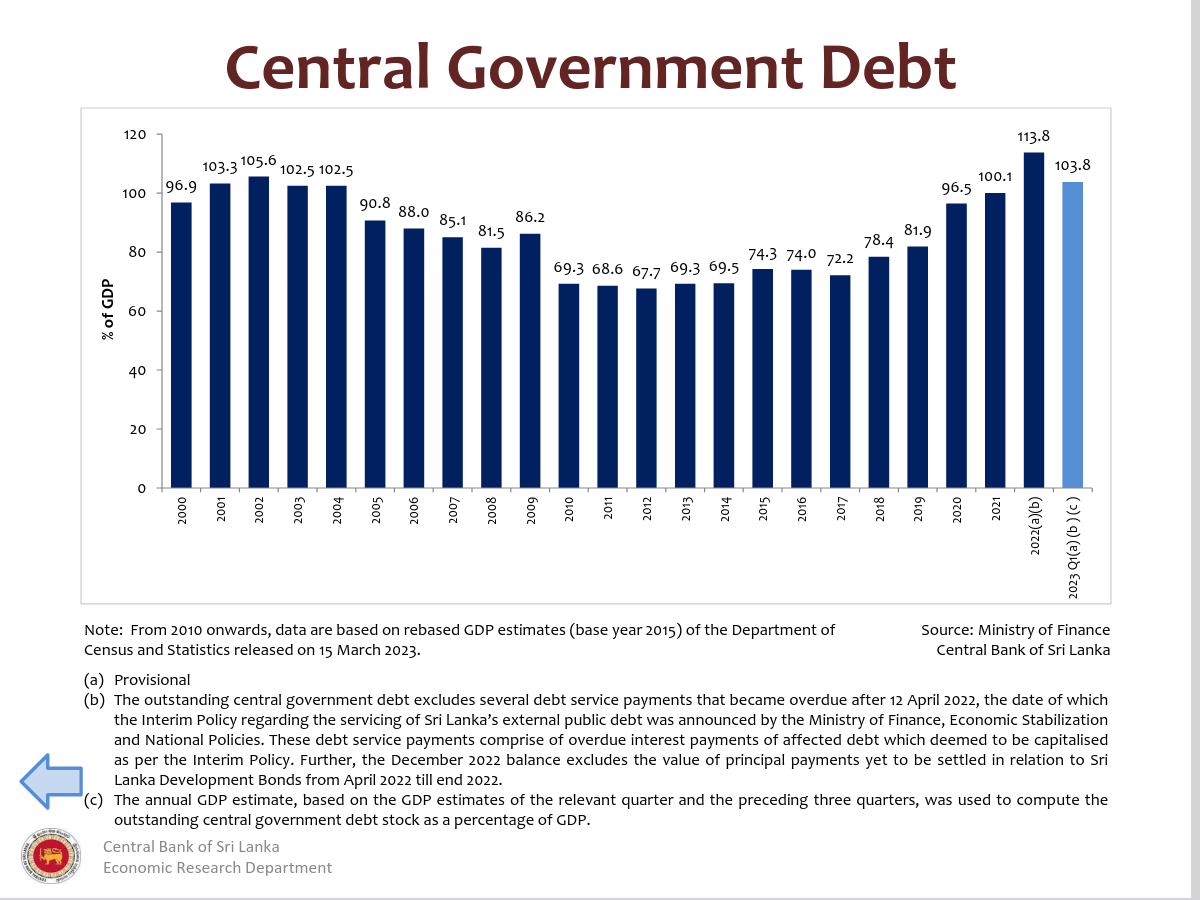 Central Government Debt
120
100
80
60
40
20
0
% of GDP
96.9
103.3
105.6
102.5
102.5
90.8
88.0
85.1
81.5
86.2
69.3
68.6
67.7
69.3
69.5
74.3
74.0
72.2
78.4
81.9
96.5
100.1
113.8
103.8
2000
2001
2002
2003
2004
2005
2006
2007
2008
2009
2010
2011
2012
2013
2014
2015
2016
2017
2018
2019
2020
2021
2022(a)(b)
2023 Q1(a) (b ) (c )
Note:  From 2010 onwards, data are based on rebased GDP estimates (base year 2015) of the Department of
Census and Statistics released on 15 March 2023.
Source: Ministry of Finance
Central Bank of Sri Lanka
(a) Provisional
(b) The outstanding central government debt excludes several debt service payments that became overdue after 12 April 2022, the date of which
the Interim Policy regarding the servicing of Sri Lanka's external public debt was announced by the Ministry of Finance, Economic Stabilization
and National Policies. These debt service payments comprise of overdue interest payments of affected debt which deemed to be capitalised
as per the Interim Policy. Further, the December 2022 balance excludes the value of principal payments yet to be settled in relation to Sri
Lanka Development Bonds from April 2022 till end 2022.
(c) The annual GDP estimate, based on the GDP estimates of the relevant quarter and the preceding three quarters, was used to compute the
outstanding central government debt stock as a percentage of GDP.
Central Bank of Sri Lanka
Economic Research Department